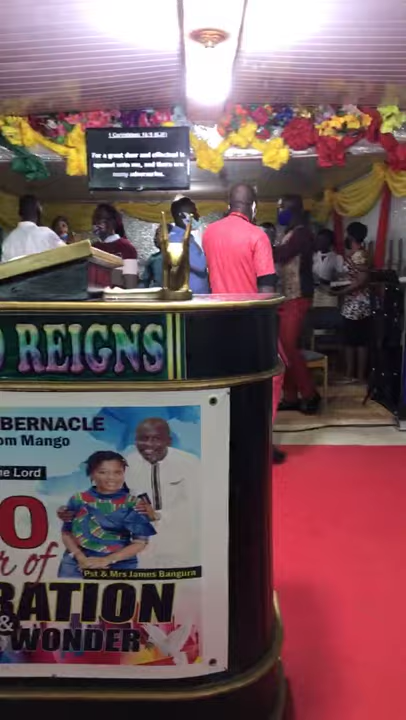 1 Corinthians 16:9 (KJV)
For a great door and effectual is
opened unto me, and there are
many adversaries.
REIGNS
BERNACLE
om Mango
he Lord
O
r of
Pst & Mrs James Bangura
RATION
&
WONDER